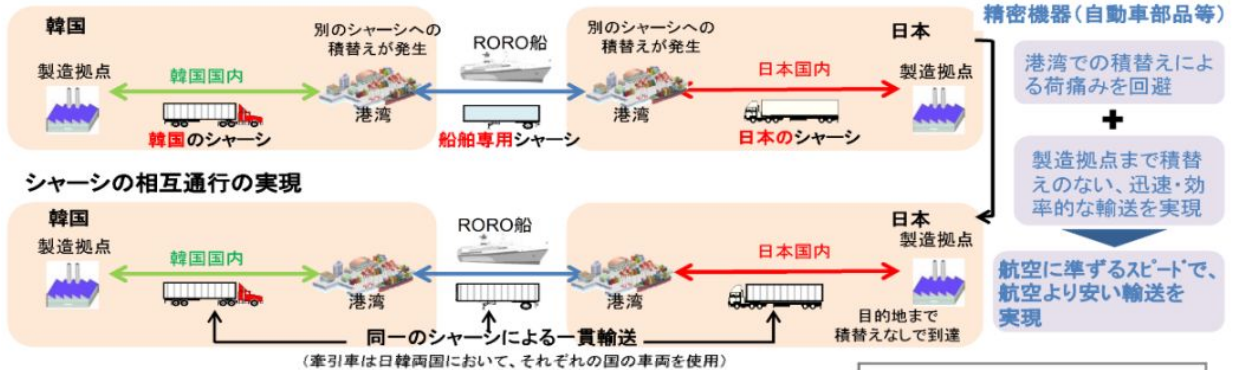 韓国
別のシャーシへの
積替えが発生
RORO船
別のシャーシへの
積替えが発生
日本
製造拠点
韓国国内
日本国内
製造拠点
港湾
港湾
韓国のシャーシ
船舶専用シャーシ
日本のシャーシ
精密機器(自動車部品等)
港湾での積替えによ
る荷痛みを回避
+
製造拠点まで積替
えのない、迅速・効
率的な輸送を実現
航空に準ずるスピードで、
航空より安い輸送を
実現
シャーシの相互通行の実現
韓国
RORO船
日本
製造拠点
韓国国内
日本国内
製造拠点
港湾
港湾
目的地まで
積替えなしで到達
同一のシャーシによる一貫輸送
(牽引車は日韓両国において、それぞれの国の車両を使用)